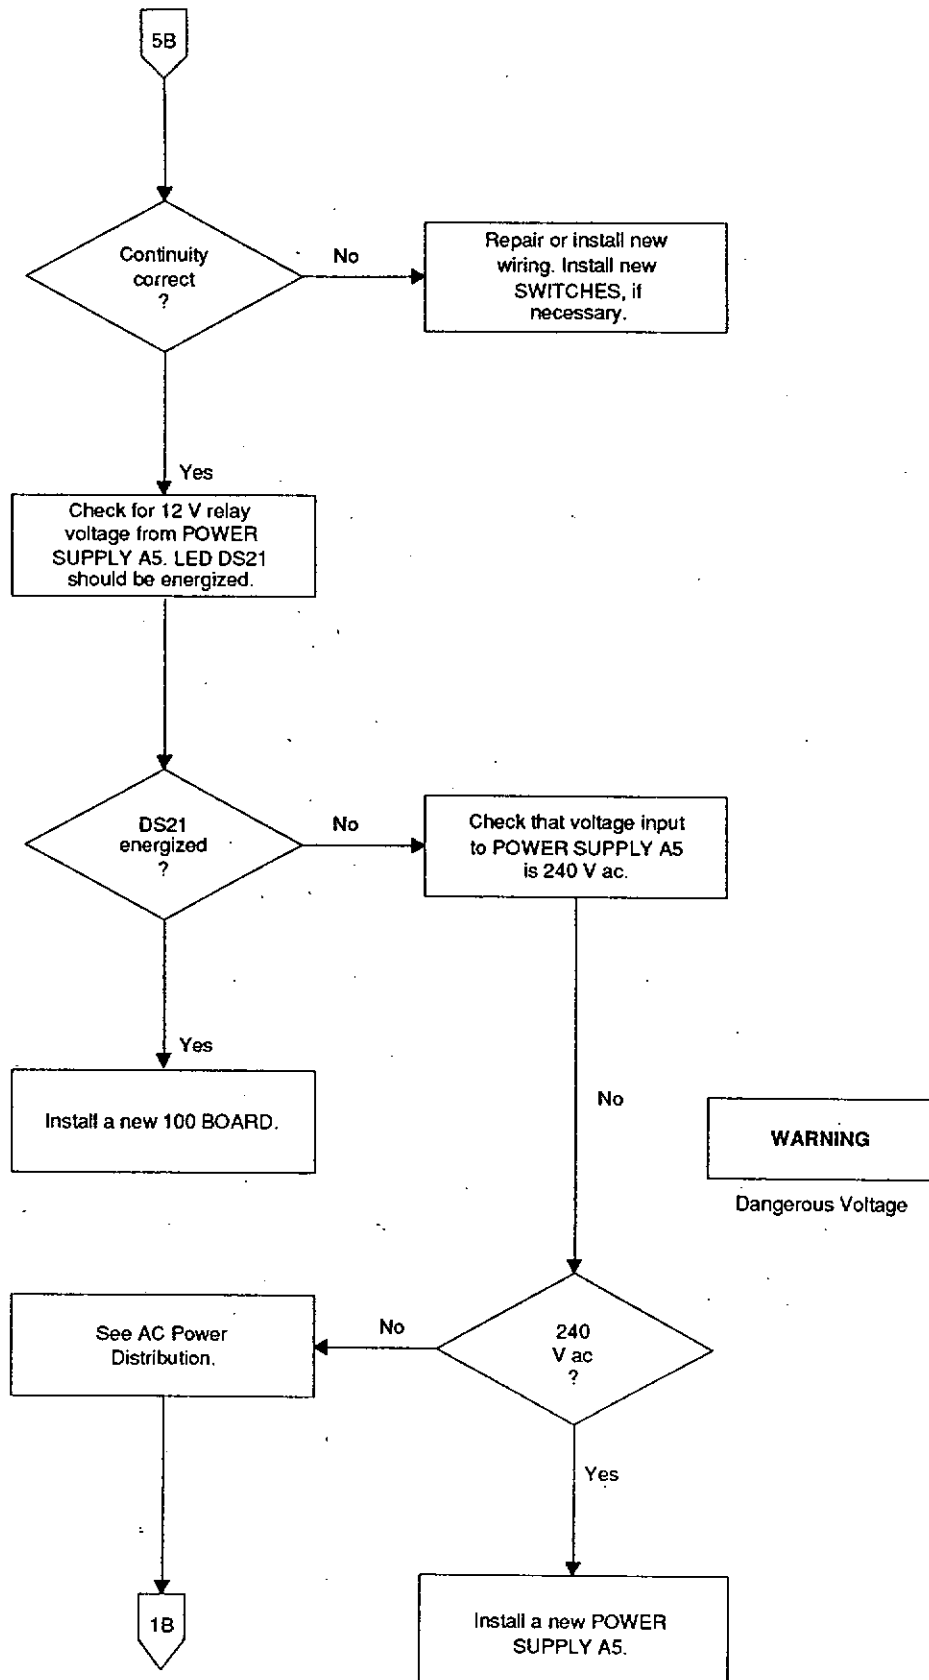 5B
Continuity
correct
?
No
Repair or install new
wiring. Install new
SWITCHES, if
necessary.
Yes
Check for 12 V relay
voltage from POWER
SUPPLY A5. LED DS21
should be energized.
DS21
energized
?
No
Check that voltage input
to POWER SUPPLY A5
is 240 V ac.
Yes
Install a new 100 BOARD.
No
WARNING
Dangerous Voltage
See AC Power
Distribution.
No
240
V ac
?
Yes
1B
Install a new POWER
SUPPLY A5.